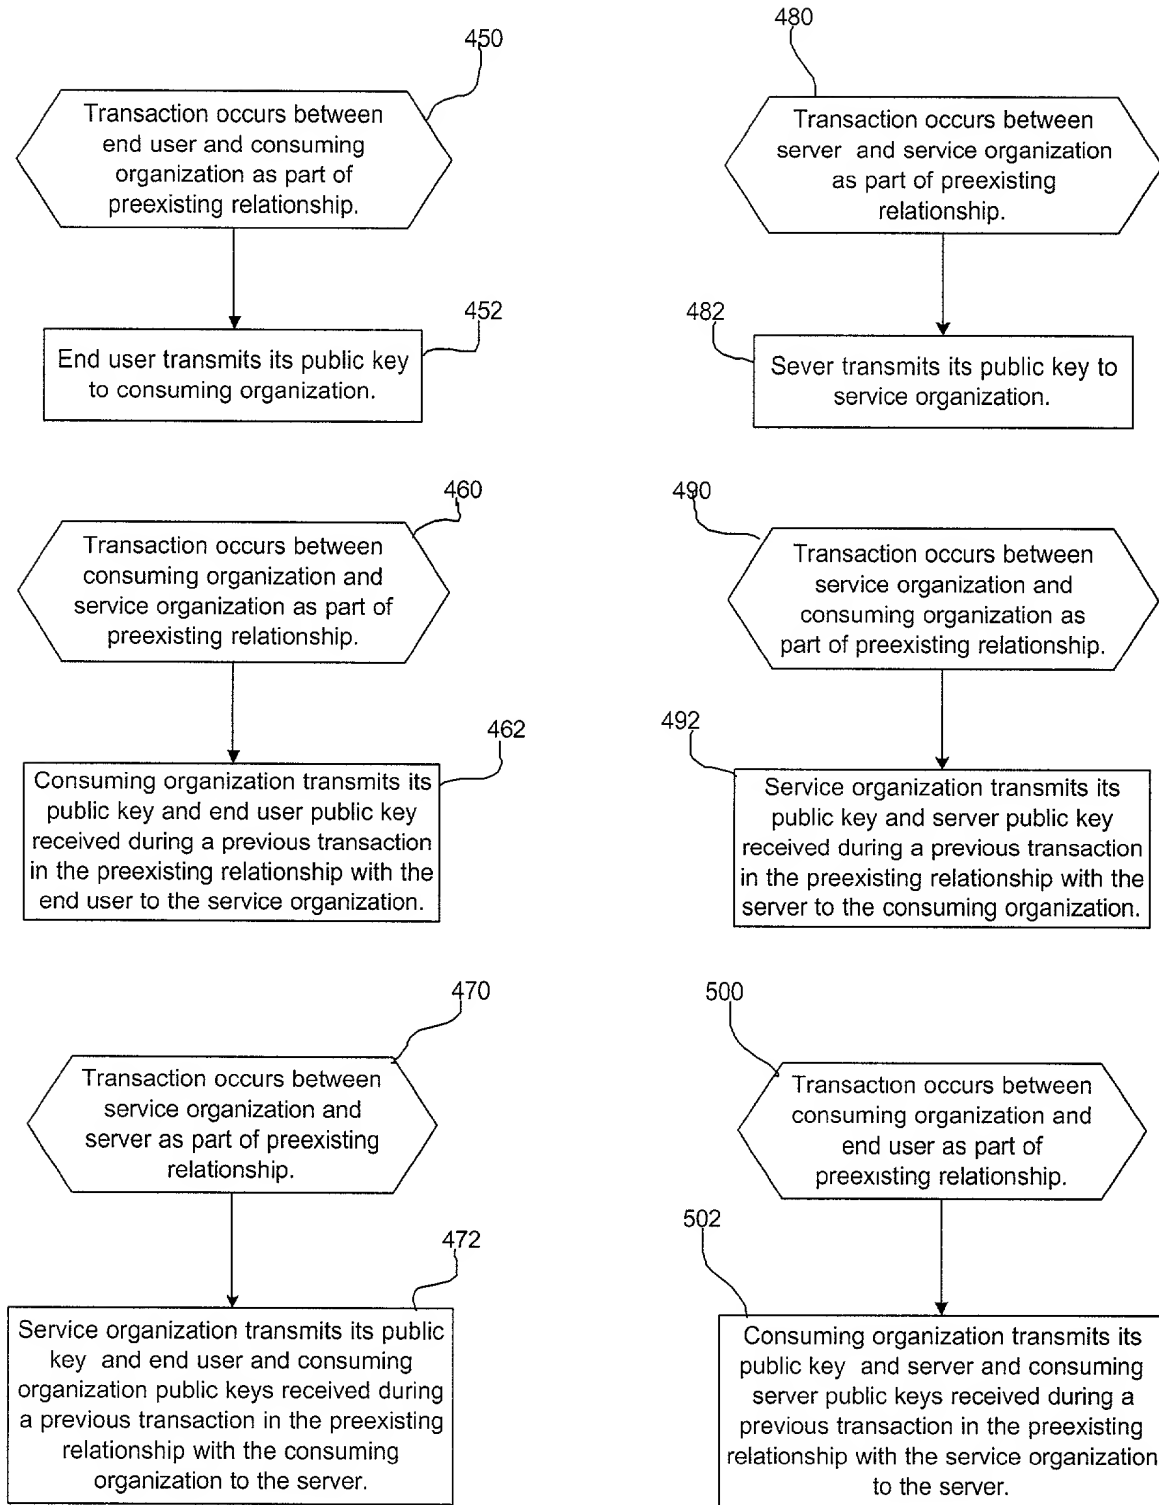 450
Transaction occurs between
end user and consuming
organization as part of
preexisting relationship.
452
End user transmits its public key
to consuming organization.
460
Transaction occurs between
consuming organization and
service organization as part of
preexisting relationship.
462
Consuming organization transmits its
public key and end user public key
received during a previous transaction
in the preexisting relationship with the
end user to the service organization.
470
Transaction occurs between
service organization and
server as part of preexisting
relationship.
472
Service organization transmits its public
key and end user and consuming
organization public keys received during
a previous transaction in the preexisting
relationship with the consuming
organization to the server.
480
Transaction occurs between
server and service organization
as part of preexisting
relationship.
482
Sever transmits its public key to
service organization.
490
Transaction occurs between
service organization and
consuming organization as
part of preexisting relationship.
492
Service organization transmits its
public key and server public key
received during a previous transaction
in the preexisting relationship with the
server to the consuming organization.
500
Transaction occurs between
consuming organization and
end user as part of
preexisting relationship.
502
Consuming organization transmits its
public key and server and consuming
server public keys received during a
previous transaction in the preexisting
relationship with the service organization
to the server.